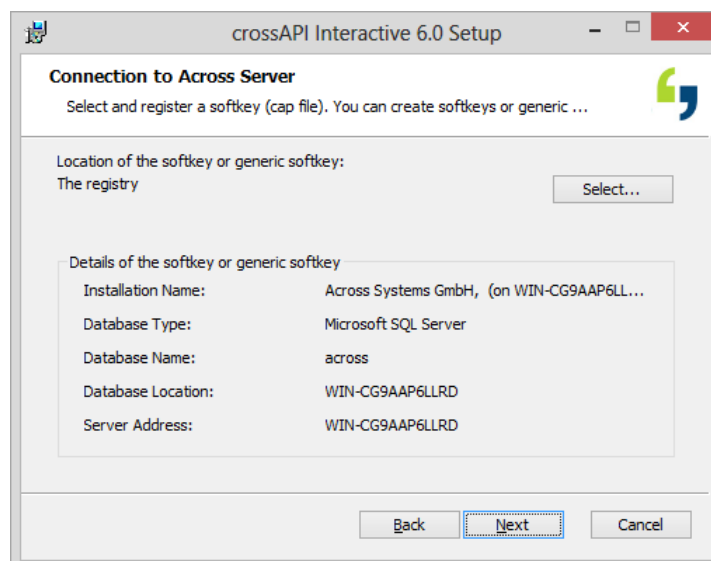 crossAPI Interactive 6.0 Setup
Connection to Across Server
Select and register a softkey (cap file). You can create softkeys or generic ...
Location of the softkey or generic softkey:
The registry
Select...
Details of the softkey or generic softkey
Installation Name: Across Systems GmbH, (on WIN-CG9AAP6LL...
Database Type: Microsoft SQL Server
Database Name: across
Database Location: WIN-CG9AAP6LLRD
Server Address: WIN-CG9AAP6LLRD
Back Next Cancel